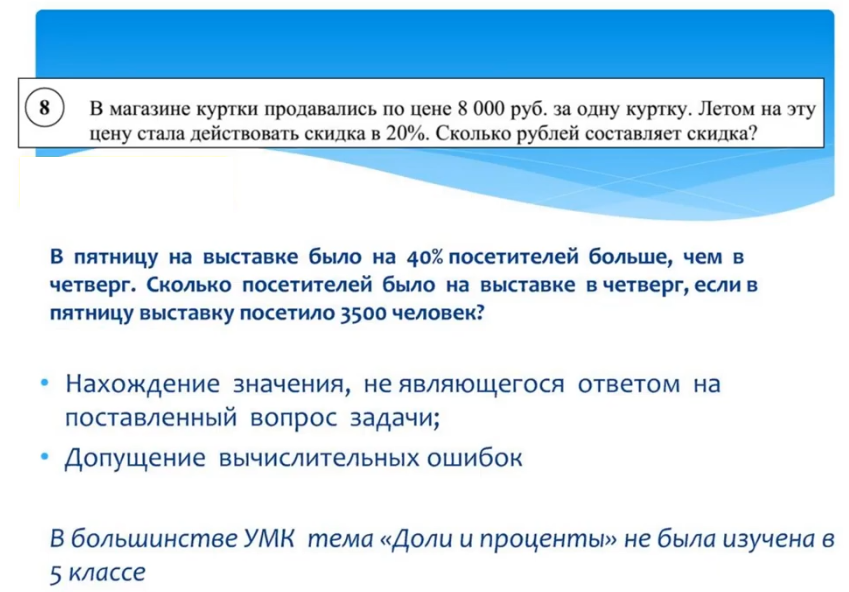 8
В магазине куртки продавались по цене 8 000 руб. за одну куртку. Летом на эту
цену стала действовать скидка в 20%. Сколько рублей составляет скидка?
В пятницу на выставке было на 40% посетителей больше, чем в
четверг. Сколько посетителей было на выставке в четверг, если в
пятницу выставку посетило 3500 человек?
• Нахождение значения, не являющегося ответом на
поставленный вопрос задачи;
• Допущение вычислительных ошибок
В большинстве УМК тема «Доли и проценты» не была изучена в
5 классе